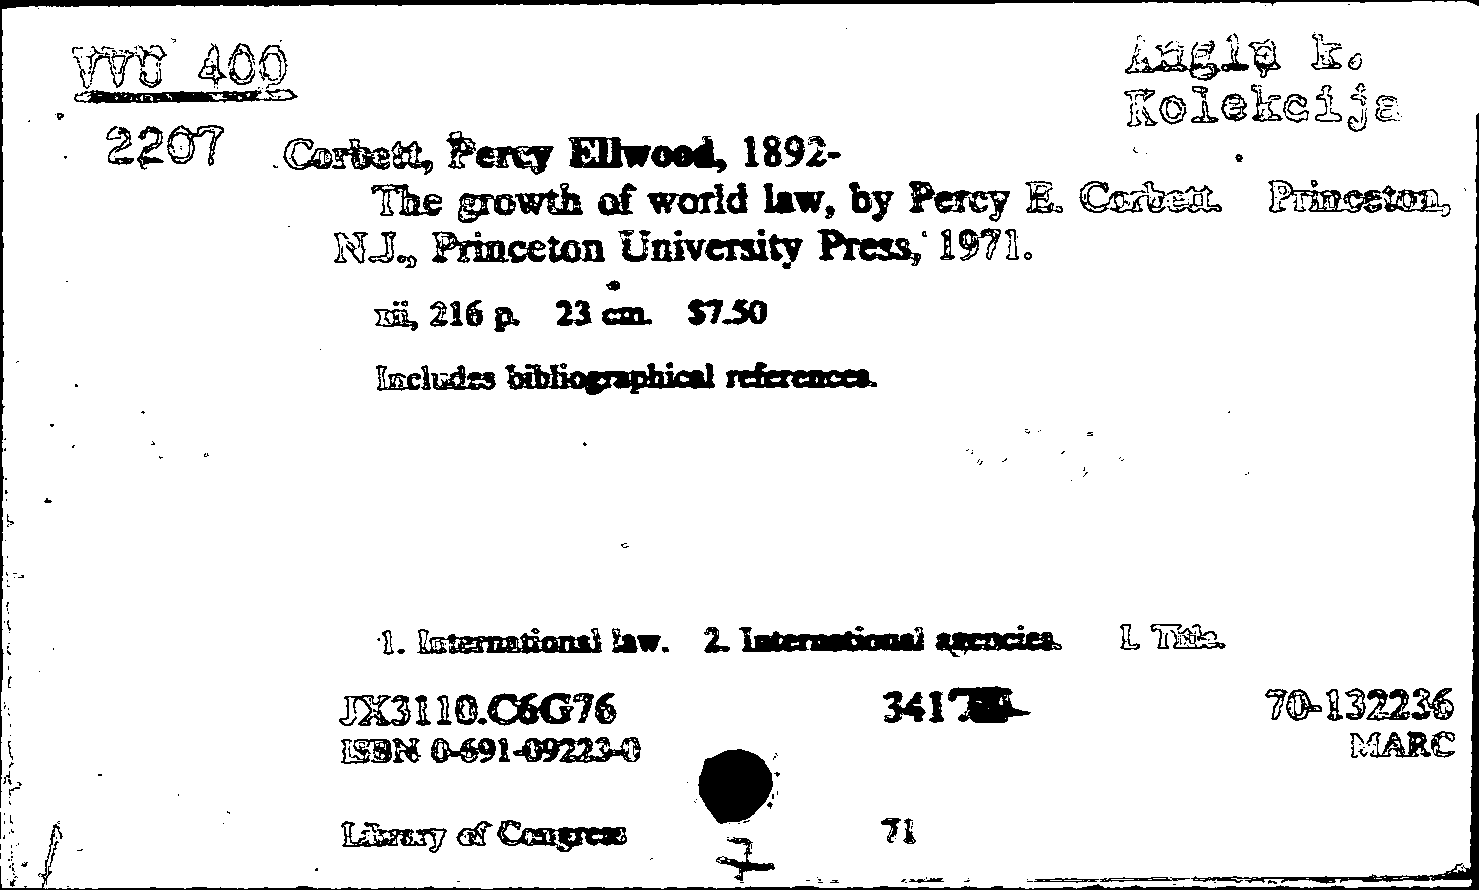 VVU 400
Anglų k.
Kolekcija
2207 Corbett, Percy Ellwood, 1892-
The growth of world law, by Percy E. Corbett. Princeton,
N.J., Princeton University Press, 1971.
xii, 216 p. 23 cm. $7.50
Includes bibliographical references.
1. International law. 2. International agencies. I. Title.
JX3110.C6G76 341 70-132236
ISBN 0-691-09223-0 MARC
Library of Congress 71
7